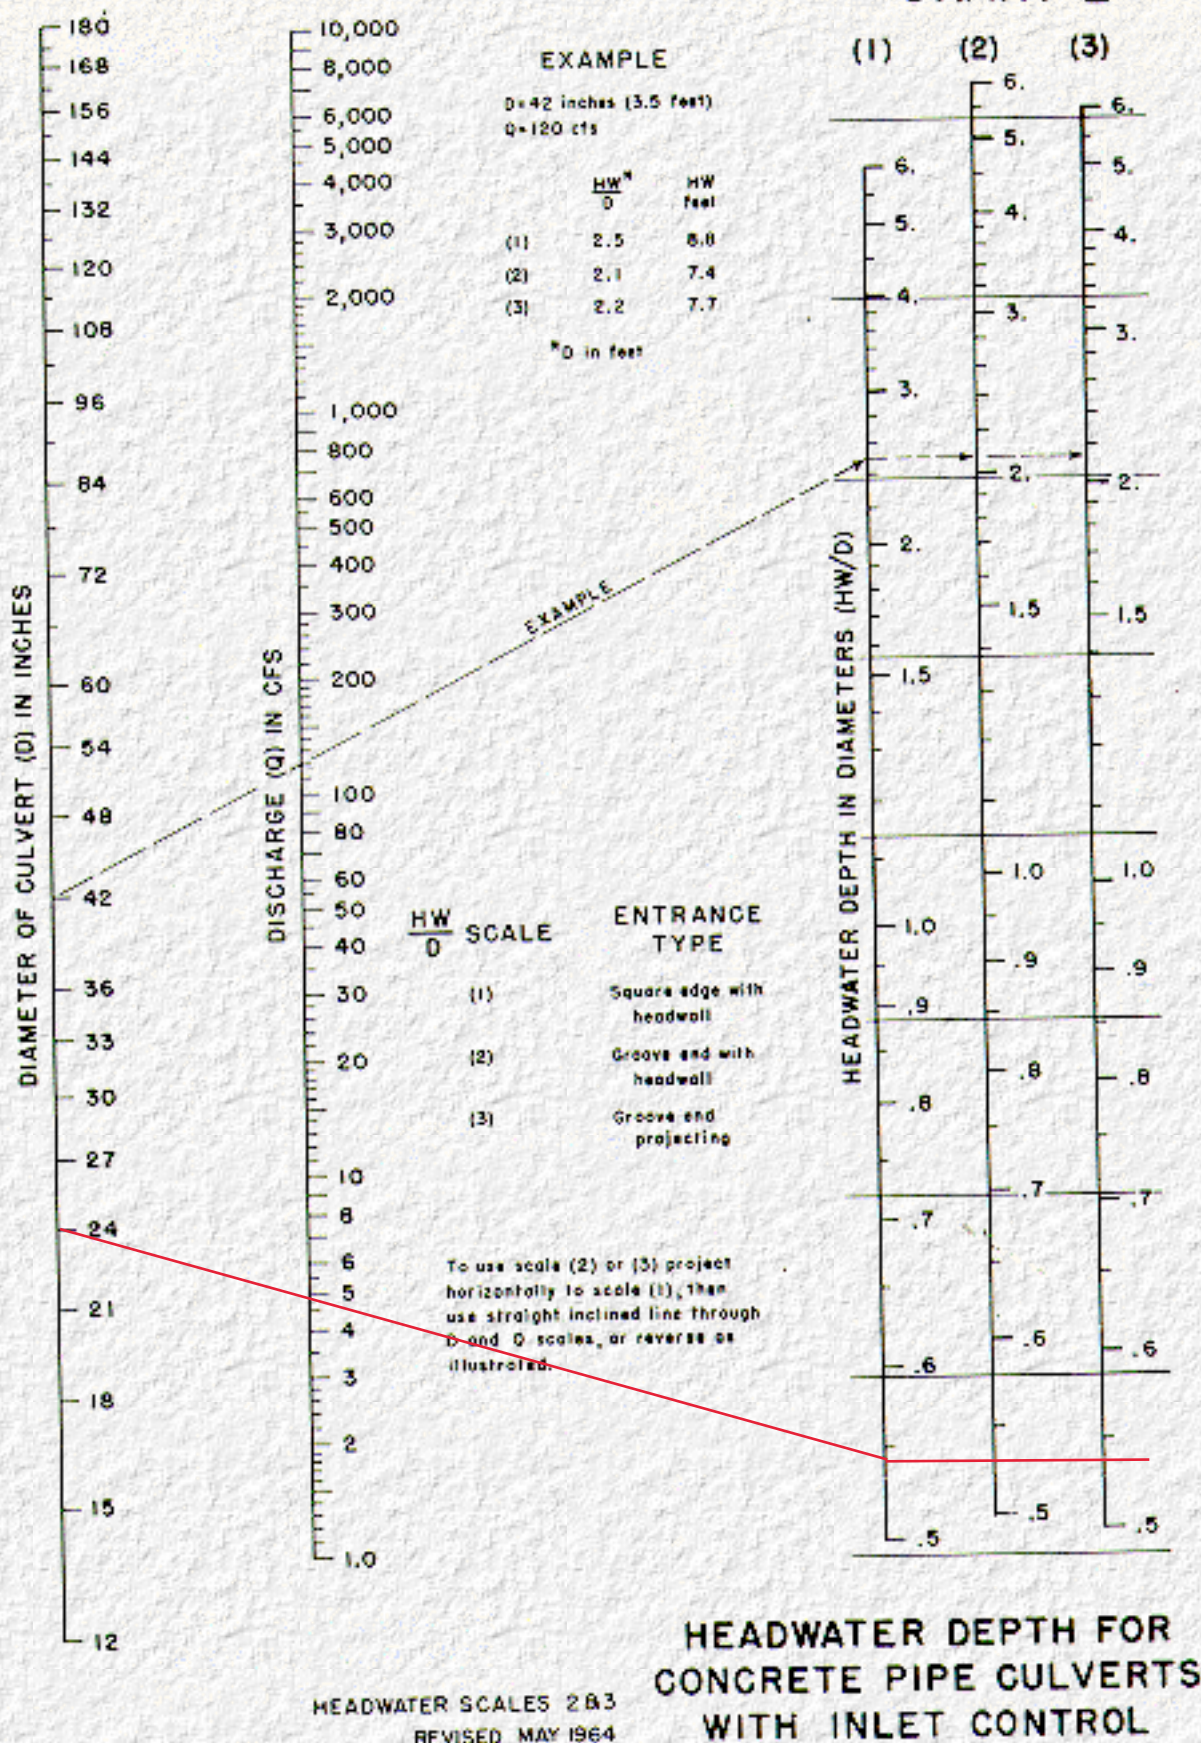 (1) (2) (3)
180
168
156
144
132
120
108
96
84
72
60
54
48
42
36
33
30
27
24
21
18
15
12
DIAMETER OF CULVERT (D) IN INCHES
10,000
8,000
6,000
5,000
4,000
3,000
2,000
1,000
800
600
500
400
300
200
100
80
60
50
40
30
20
10
8
6
5
4
3
2
1.0
DISCHARGE (Q) IN CFS
EXAMPLE
D=42 inches (3.5 feet)
Q=120 cfs
HW* HW
D feet
(1) 2.5 8.8
(2) 2.1 7.4
(3) 2.2 7.7
*D in feet
EXAMPLE
HW SCALE ENTRANCE
D TYPE
(1) Square edge with
headwall
(2) Groove end with
headwall
(3) Groove end
projecting
To use scale (2) or (3) project
horizontally to scale (1), then
use straight inclined line through
D and Q scales, or reverse as
illustrated.
HEADWATER DEPTH IN DIAMETERS (HW/D)
6.
5.
4.
3.
2.
1.5
1.0
.9
.8
.7
.6
.5
6.
5.
4.
3.
2.
1.5
1.0
.9
.8
.7
.6
.5
6.
5.
4.
3.
2.
1.5
1.0
.9
.8
.7
.6
.5
HEADWATER DEPTH FOR
CONCRETE PIPE CULVERTS
WITH INLET CONTROL
HEADWATER SCALES 2&3
REVISED MAY 1964